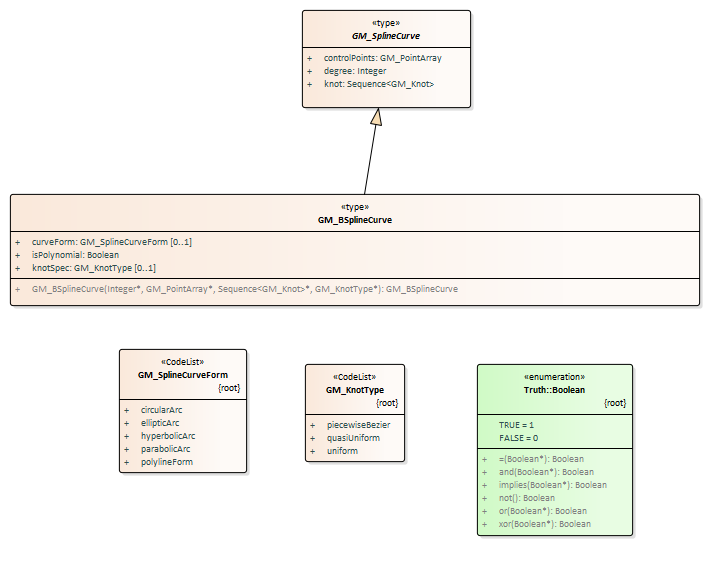 «type»
GM_SplineCurve
+ controlPoints: GM_PointArray
+ degree: Integer
+ knot: Sequence<GM_Knot>
«type»
GM_BSplineCurve
+ curveForm: GM_SplineCurveForm [0..1]
+ isPolynomial: Boolean
+ knotSpec: GM_KnotType [0..1]
+ GM_BSplineCurve(Integer*, GM_PointArray*, Sequence<GM_Knot>*, GM_KnotType*): GM_BSplineCurve
«CodeList»
GM_SplineCurveForm
{root}
+ circularArc
+ ellipticArc
+ hyperbolicArc
+ parabolicArc
+ polylineForm
«CodeList»
GM_KnotType
{root}
+ piecewiseBezier
+ quasiUniform
+ uniform
«enumeration»
Truth::Boolean
{root}
TRUE = 1
FALSE = 0
+ =(Boolean*): Boolean
+ and(Boolean*): Boolean
+ implies(Boolean*): Boolean
+ not(): Boolean
+ or(Boolean*): Boolean
+ xor(Boolean*): Boolean